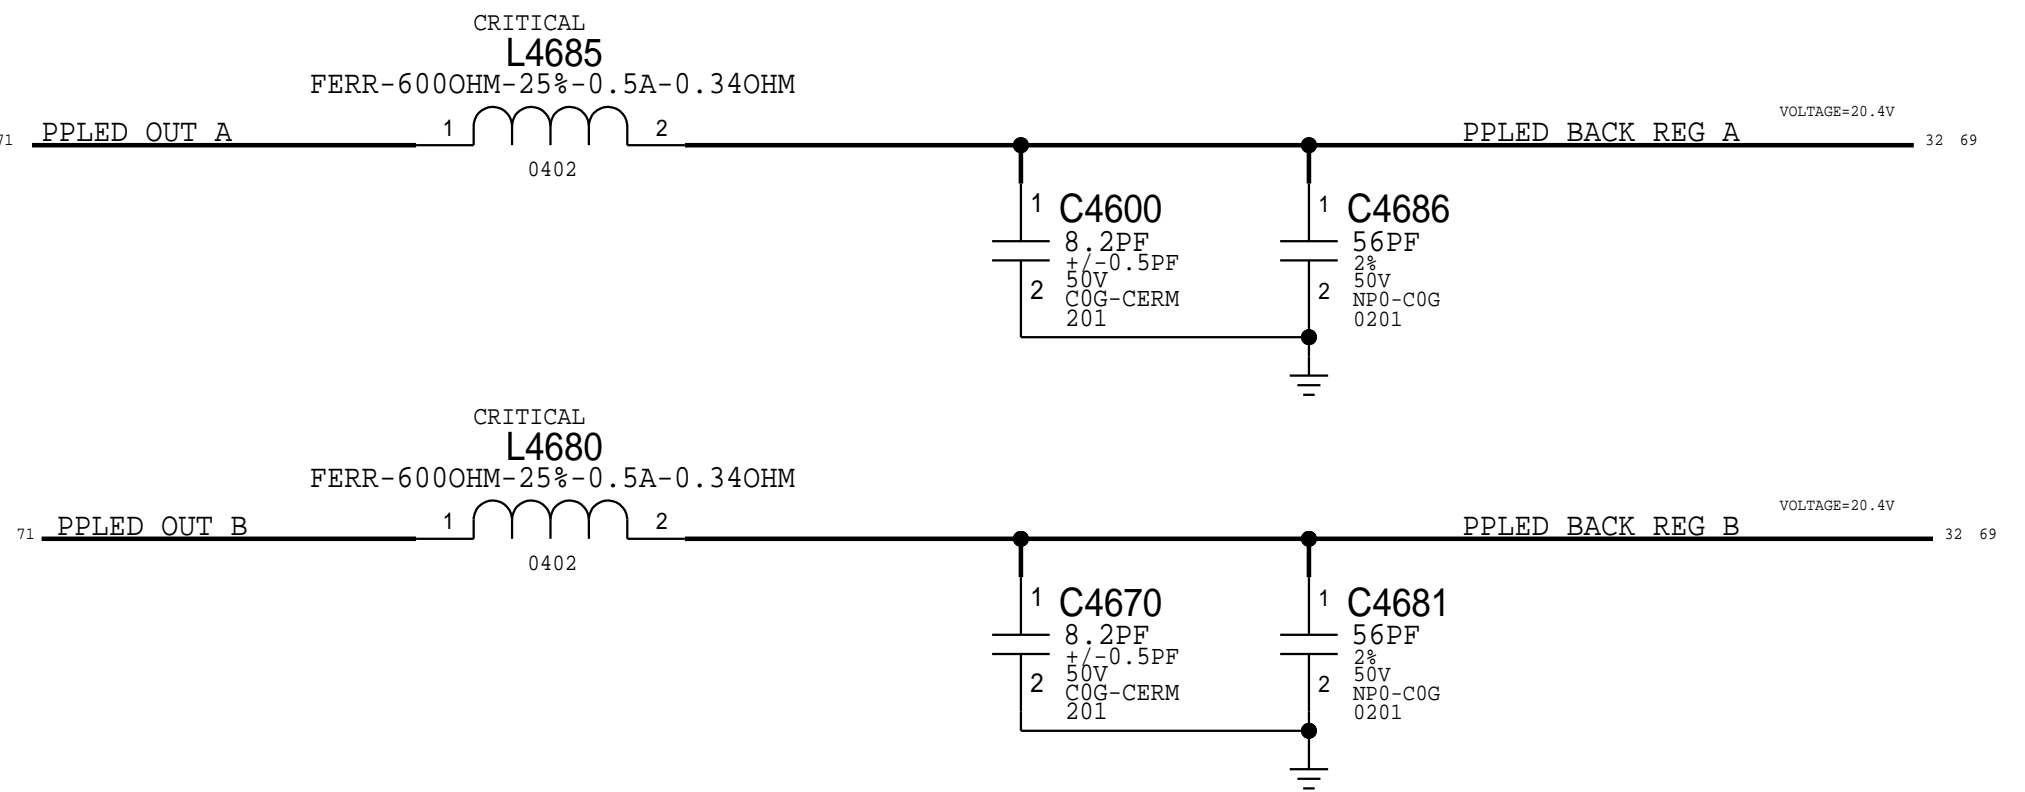 CRITICAL
L4685
FERR-600OHM-25%-0.5A-0.34OHM
71 PPLED OUT A 1 2 PPLED BACK REG A VOLTAGE=20.4V 32 69
0402
1 C4600 1 C4686
8.2PF 56PF
+/-0.5PF 2%
50V 50V
2 C0G-CERM 2 NP0-C0G
201 0201
CRITICAL
L4680
FERR-600OHM-25%-0.5A-0.34OHM
71 PPLED OUT B 1 2 PPLED BACK REG B VOLTAGE=20.4V 32 69
0402
1 C4670 1 C4681
8.2PF 56PF
+/-0.5PF 2%
50V 50V
2 C0G-CERM 2 NP0-C0G
201 0201